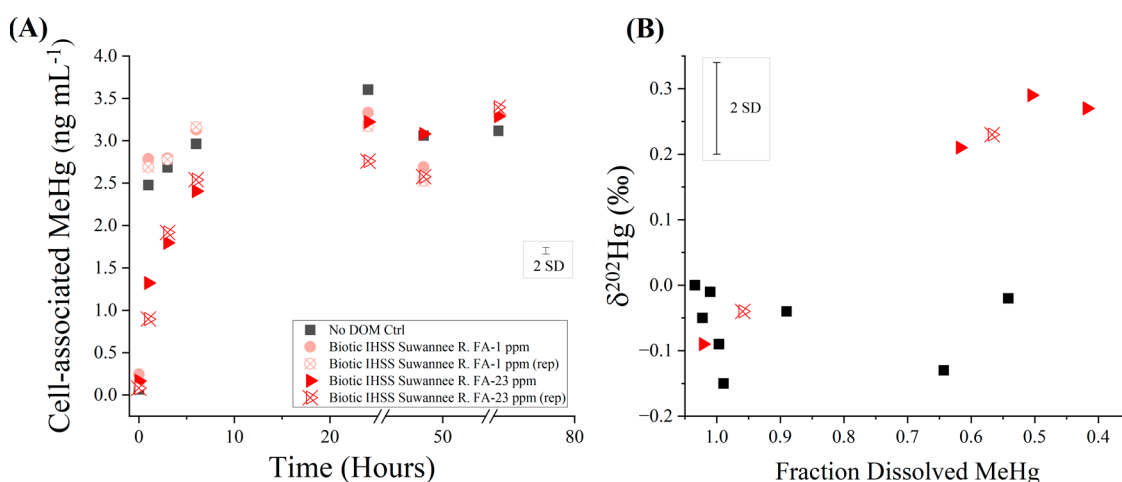 (A)
Cell-associated MeHg (ng mL⁻¹)
4.0
3.5
3.0
2.5
2.0
1.5
1.0
0.5
0.0
2 SD
No DOM Ctrl
Biotic IHSS Suwannee R. FA-1 ppm
Biotic IHSS Suwannee R. FA-1 ppm (rep)
Biotic IHSS Suwannee R. FA-23 ppm
Biotic IHSS Suwannee R. FA-23 ppm (rep)
0 10 20 50 80
Time (Hours)
(B)
δ²⁰²Hg (‰)
0.3
0.2
0.1
0.0
−0.1
−0.2
2 SD
1.0 0.9 0.8 0.7 0.6 0.5 0.4
Fraction Dissolved MeHg